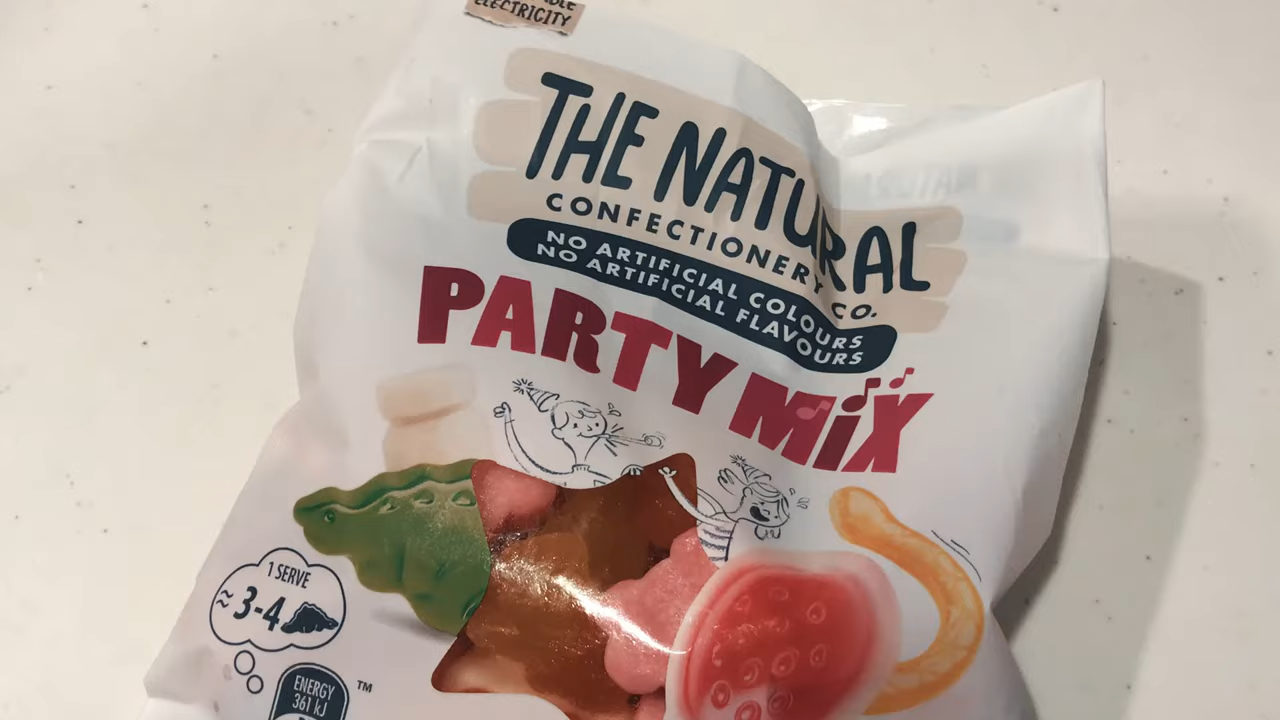 ELECTRICITY
THE NATURAL
CONFECTIONERY CO.
NO ARTIFICIAL COLOURS
NO ARTIFICIAL FLAVOURS
PARTY MIX
1 SERVE
≈ 3-4
ENERGY
361 kJ
TM